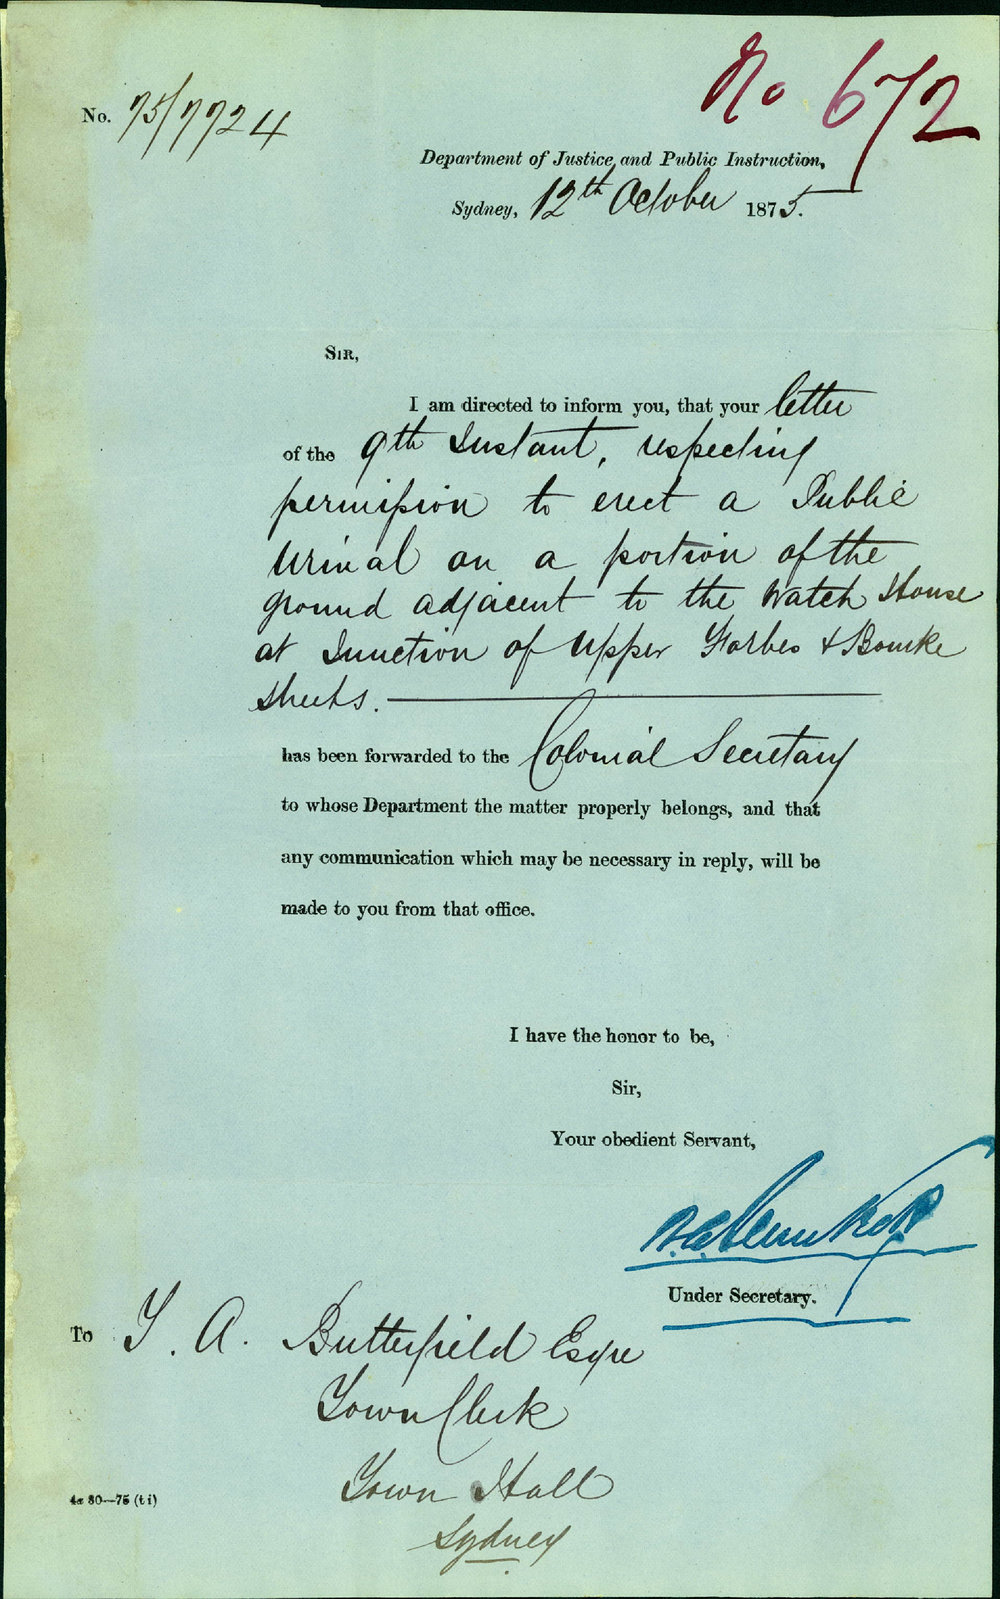 No 672
No. 75/7724
Department of Justice and Public Instruction,
Sydney, 12th October 1875.
SIR,
I am directed to inform you, that your letter
of the 9th Instant, respecting
permission to erect a Public
Urinal on a portion of the
ground adjacent to the Watch House
at Junction of Upper Forbes & Bourke
Streets.
has been forwarded to the Colonial Secretary
to whose Department the matter properly belongs, and that
any communication which may be necessary in reply, will be
made to you from that office.
I have the honor to be,
Sir,
Your obedient Servant,
Under Secretary.
To T. A. Butterfield Esqre
Town Clerk
Town Hall
Sydney
4a 80—75 (t i)